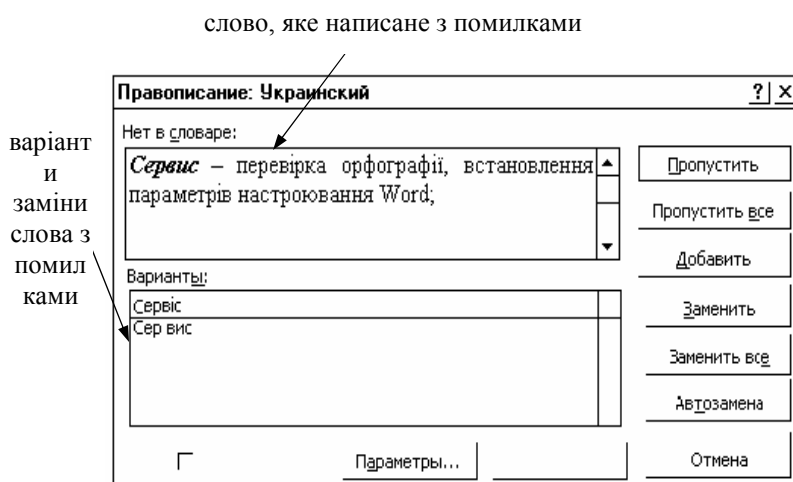 слово, яке написане з помилками
Правописание: Украинский
? ×
варіант
и
заміни
слова з
помил
ками
Нет в словаре:
Сервис – перевірка орфографії, встановлення
параметрів настроювання Word;
Варианты:
Сервіс
Сер вис
Пропустить
Пропустить все
Добавить
Заменить
Заменить все
Автозамена
Параметры...
Отмена